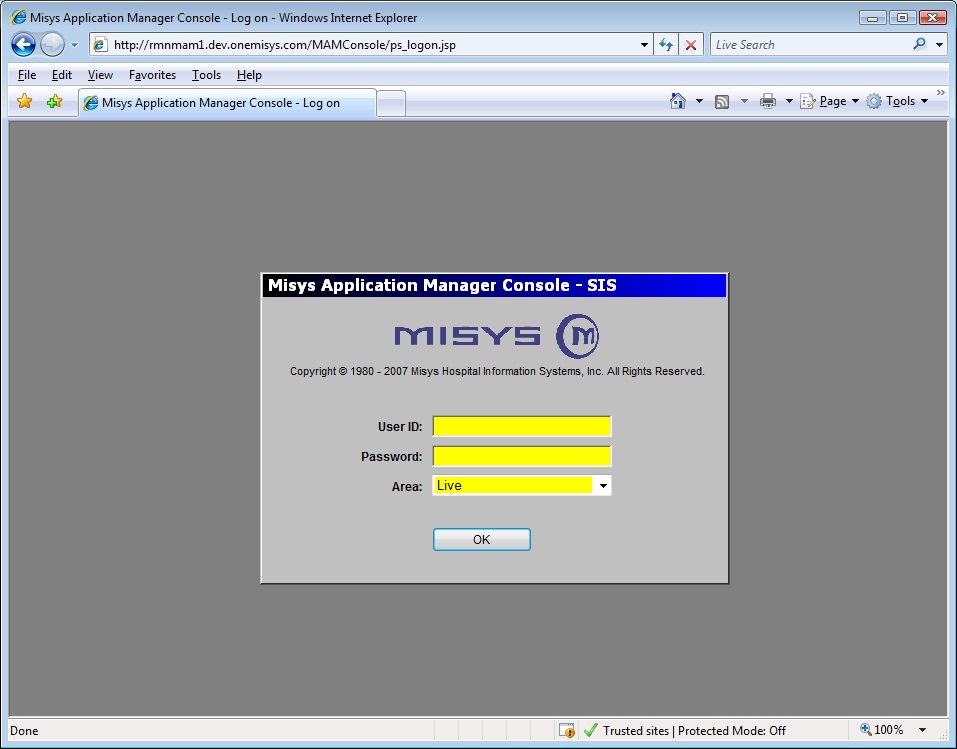 Misys Application Manager Console - Log on - Windows Internet Explorer
http://rmnmam1.dev.onemisys.com/MAMConsole/ps_logon.jsp
Live Search
File Edit View Favorites Tools Help
Misys Application Manager Console - Log on
Page Tools
Misys Application Manager Console - SIS
MISYS M
Copyright © 1980 - 2007 Misys Hospital Information Systems, Inc. All Rights Reserved.
User ID:
Password:
Area: Live
OK
Done Trusted sites | Protected Mode: Off 100%